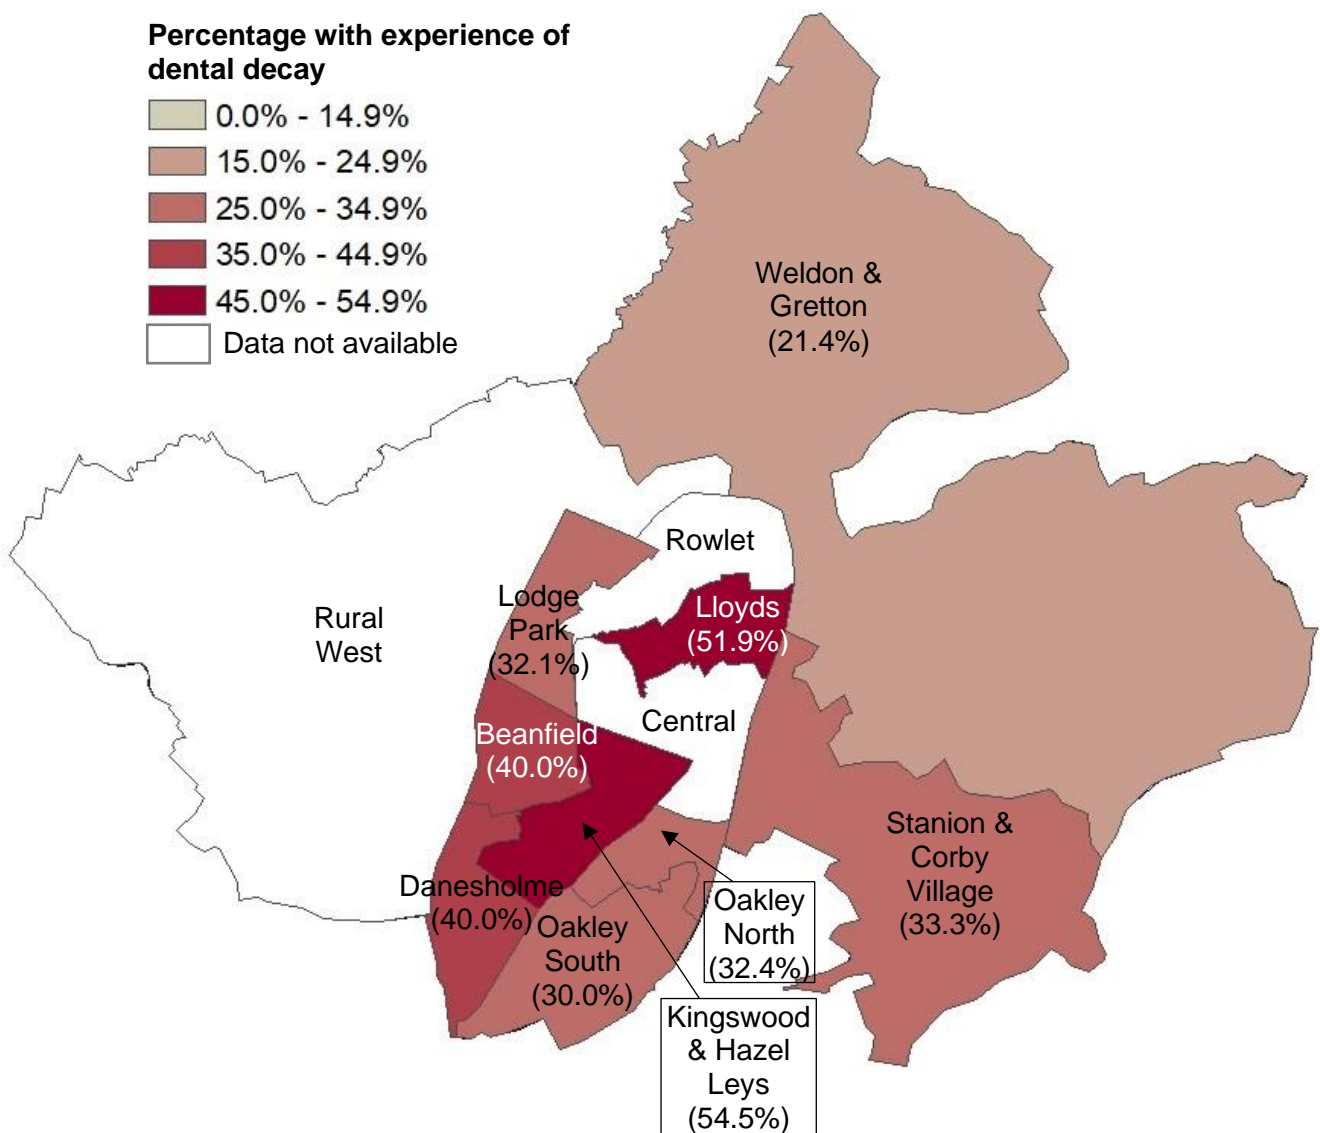 Percentage with experience of
dental decay
0.0% - 14.9%
15.0% - 24.9%
25.0% - 34.9%
35.0% - 44.9%
45.0% - 54.9%
Data not available
Weldon &
Gretton
(21.4%)
Rowlet
Lodge
Park
(32.1%)
Lloyds
(51.9%)
Rural
West
Central
Beanfield
(40.0%)
Stanion &
Corby
Village
(33.3%)
Danesholme
(40.0%)
Oakley
South
(30.0%)
Oakley
North
(32.4%)
Kingswood
& Hazel
Leys
(54.5%)